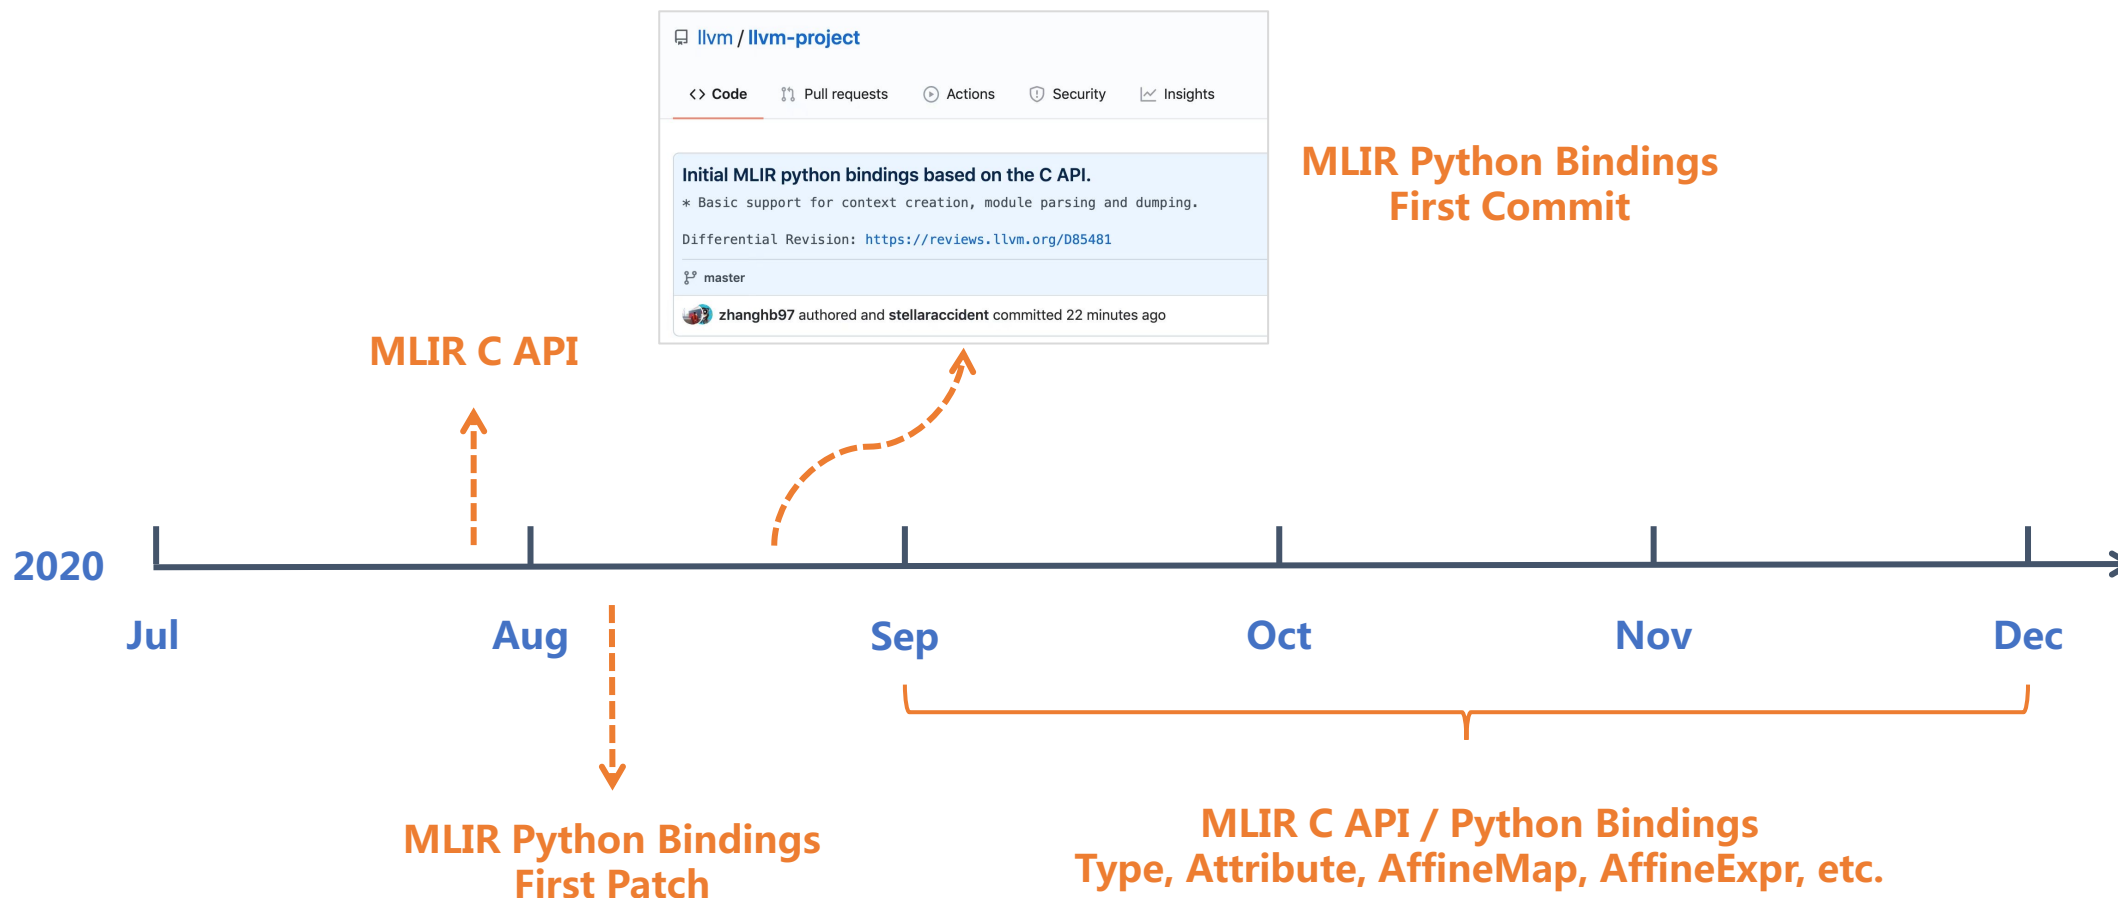 llvm / llvm-project
Code Pull requests Actions Security Insights
Initial MLIR python bindings based on the C API.
* Basic support for context creation, module parsing and dumping.
Differential Revision: https://reviews.llvm.org/D85481
master
zhanghb97 authored and stellaraccident committed 22 minutes ago
MLIR Python Bindings
First Commit
MLIR C API
2020
Jul Aug Sep Oct Nov Dec
MLIR Python Bindings
First Patch
MLIR C API / Python Bindings
Type, Attribute, AffineMap, AffineExpr, etc.